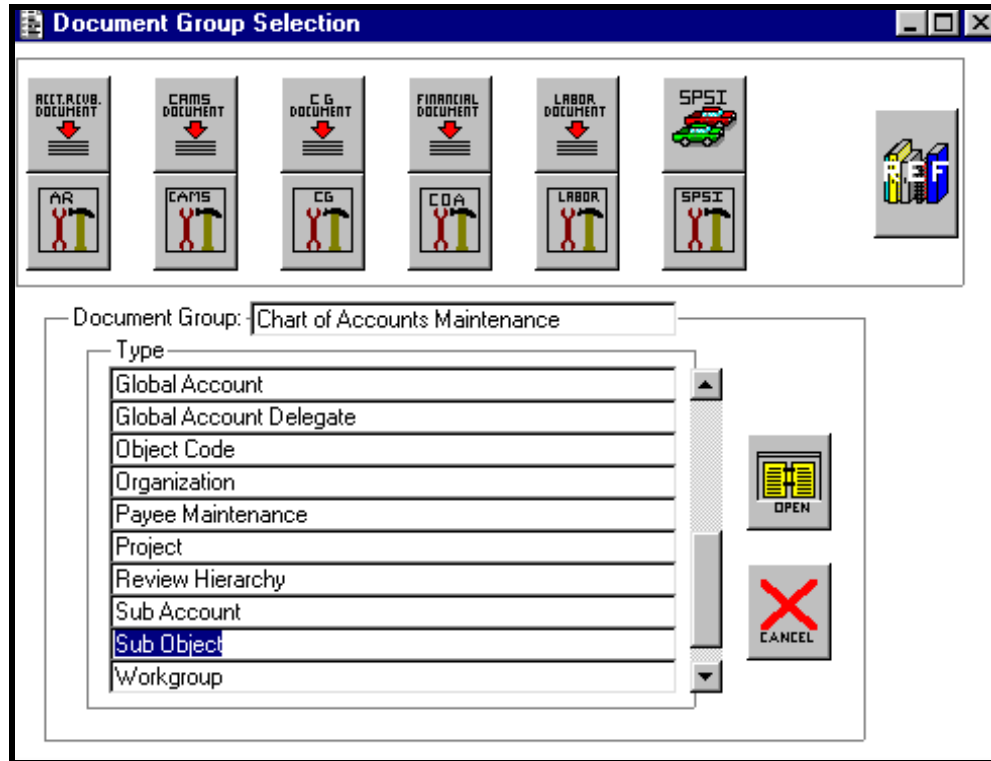 Document Group Selection
ACCT.RCVB. DOCUMENT
CAMS DOCUMENT
C G DOCUMENT
FINANCIAL DOCUMENT
LABOR DOCUMENT
SPSI
REF
AR
CAMS
CG
COA
LABOR
SPSI
Document Group: Chart of Accounts Maintenance
Type
Global Account
Global Account Delegate
Object Code
Organization
Payee Maintenance
Project
Review Hierarchy
Sub Account
Sub Object
Workgroup
OPEN
CANCEL